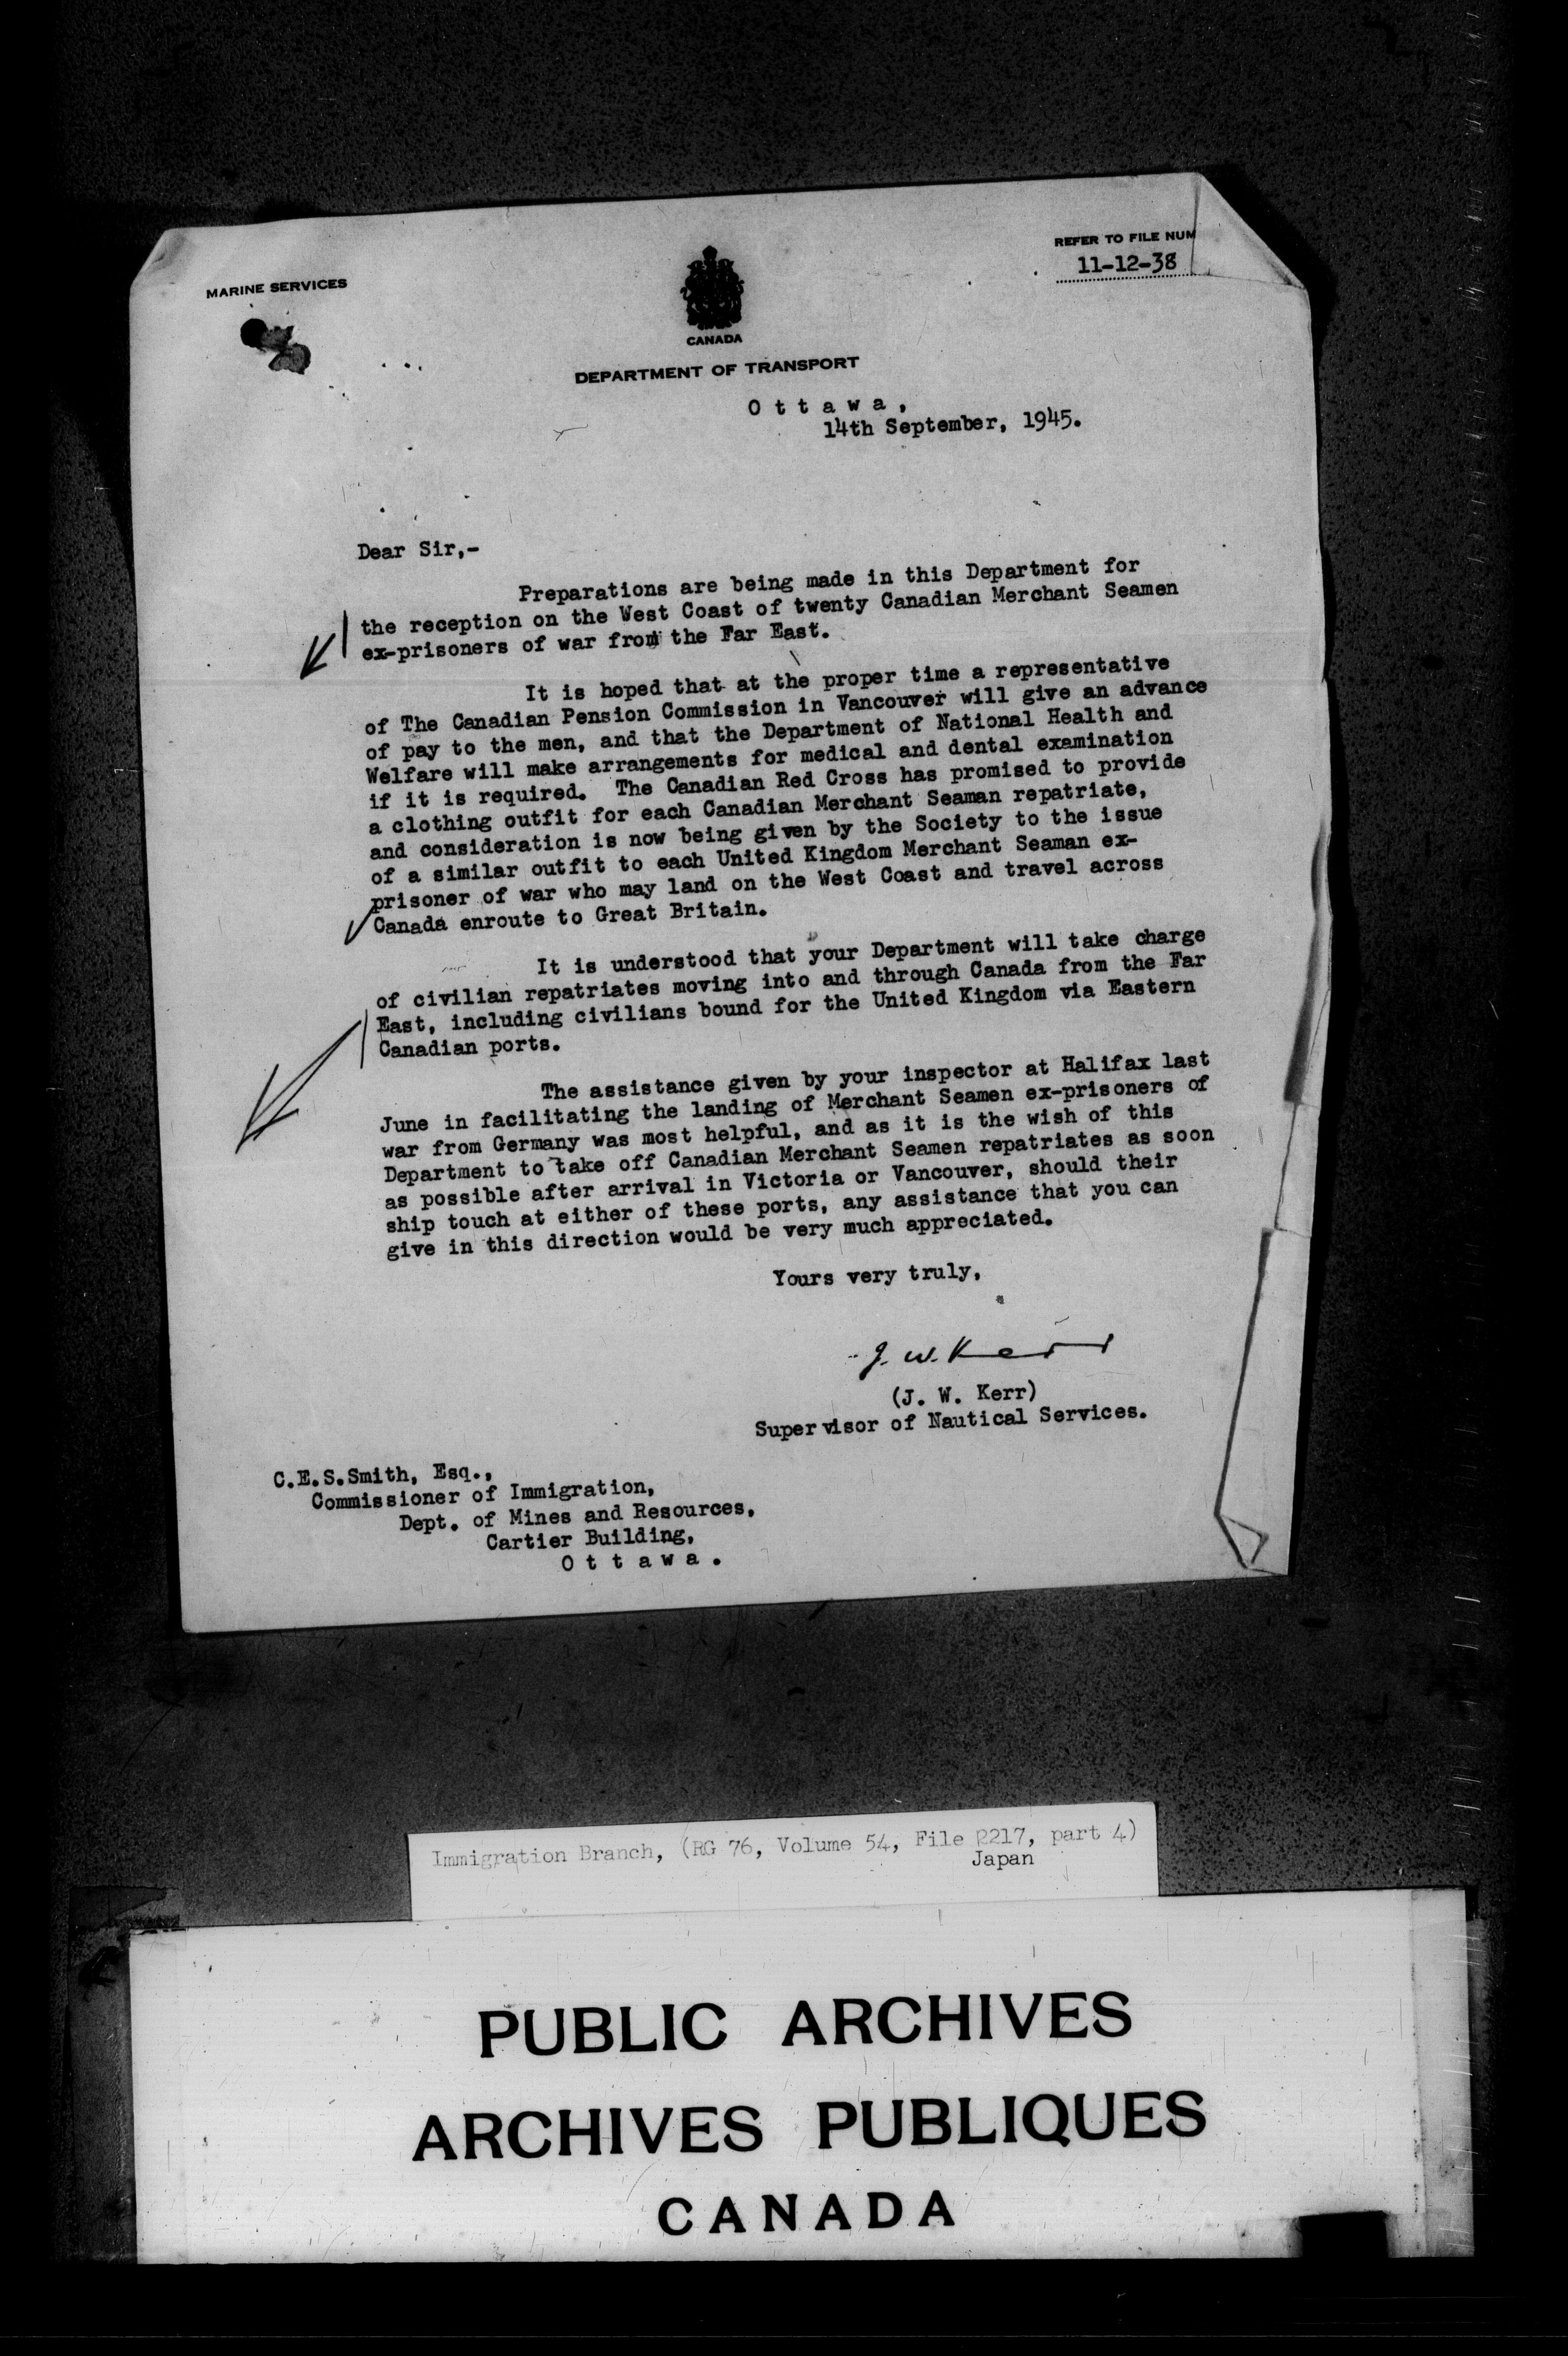 MARINE SERVICES
REFER TO FILE NUM
11-12-38
CANADA
DEPARTMENT OF TRANSPORT
Ottawa,
14th September, 1945.
Dear Sir,-
Preparations are being made in this Department for
the reception on the West Coast of twenty Canadian Merchant Seamen
ex-prisoners of war from the Far East.
It is hoped that at the proper time a representative
of The Canadian Pension Commission in Vancouver will give an advance
of pay to the men, and that the Department of National Health and
Welfare will make arrangements for medical and dental examination
if it is required. The Canadian Red Cross has promised to provide
a clothing outfit for each Canadian Merchant Seaman repatriate,
and consideration is now being given by the Society to the issue
of a similar outfit to each United Kingdom Merchant Seaman ex-
prisoner of war who may land on the West Coast and travel across
Canada enroute to Great Britain.
It is understood that your Department will take charge
of civilian repatriates moving into and through Canada from the Far
East, including civilians bound for the United Kingdom via Eastern
Canadian ports.
The assistance given by your inspector at Halifax last
June in facilitating the landing of Merchant Seamen ex-prisoners of
war from Germany was most helpful, and as it is the wish of this
Department to take off Canadian Merchant Seamen repatriates as soon
as possible after arrival in Victoria or Vancouver, should their
ship touch at either of these ports, any assistance that you can
give in this direction would be very much appreciated.
Yours very truly,
J. W. Kerr
(J. W. Kerr)
Supervisor of Nautical Services.
C.E.S.Smith, Esq.,
Commissioner of Immigration,
Dept. of Mines and Resources,
Cartier Building,
Ottawa.
Immigration Branch, (RG 76, Volume 54, File 2217, part 4)
Japan
PUBLIC ARCHIVES
ARCHIVES PUBLIQUES
CANADA